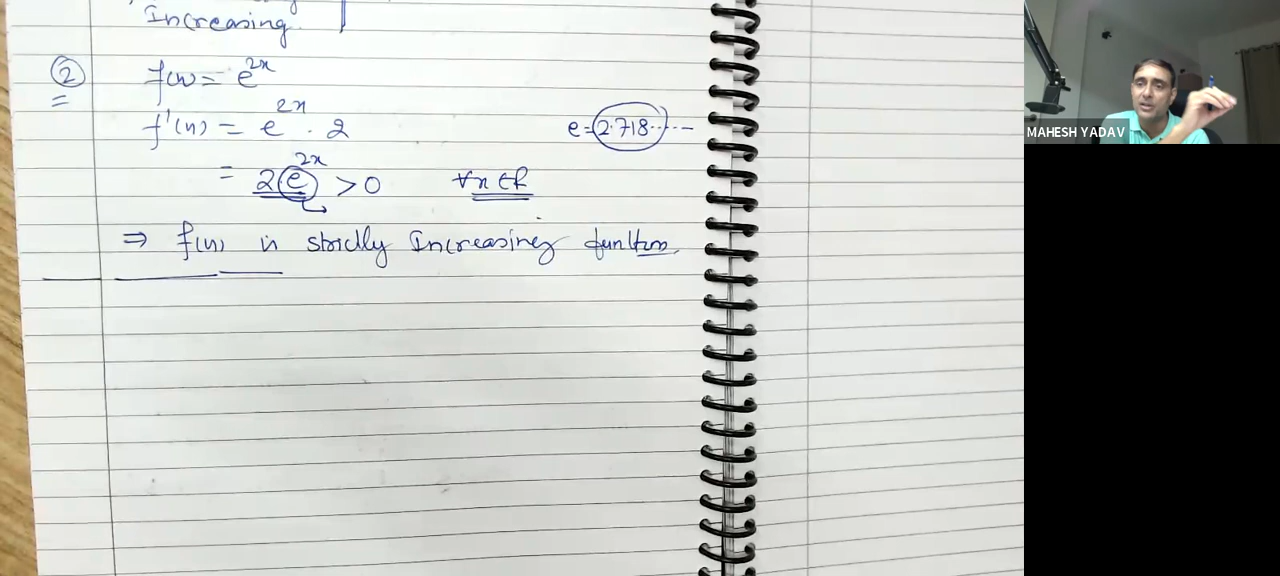 Increasing.
② f(x) = e^{2x}
f'(x) = e^{2x} . 2
e = 2.718.....
= 2e^{2x} > 0 ∀x∈R
⇒ f(x) is strictly Increasing function.
MAHESH YADAV